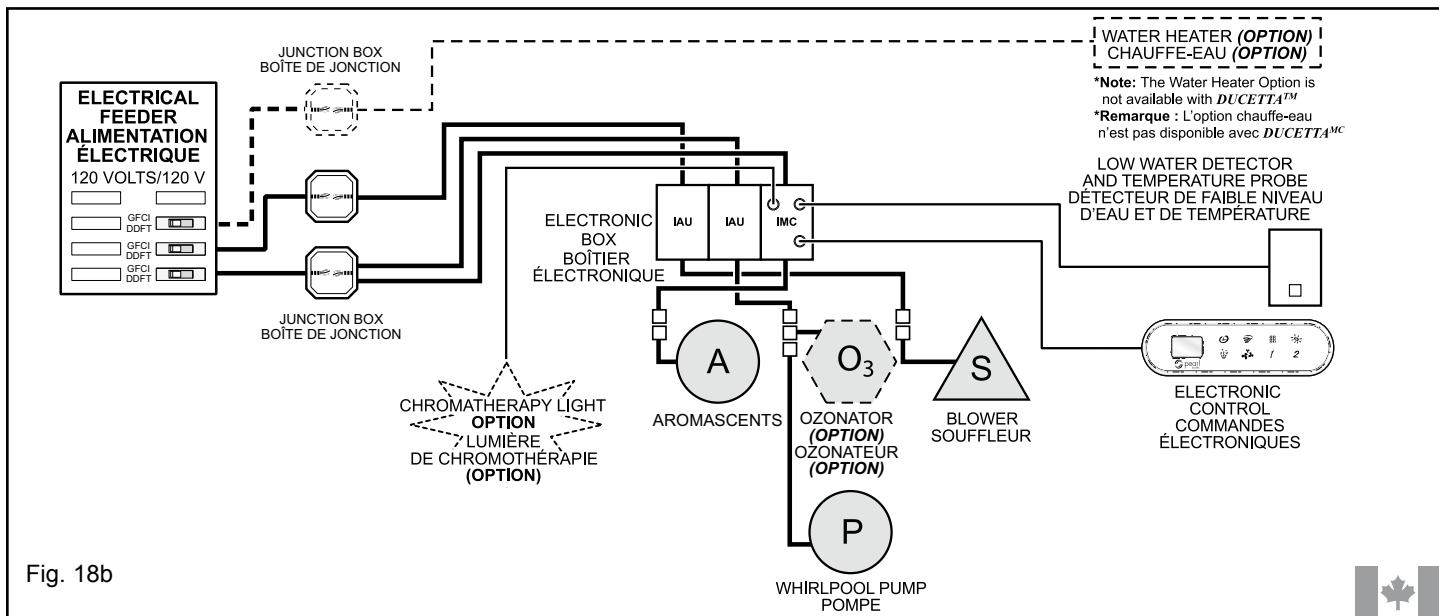 JUNCTION BOX
BOÎTE DE JONCTION
WATER HEATER (OPTION)
CHAUFFE-EAU (OPTION)
*Note: The Water Heater Option is
not available with DUCETTA™
*Remarque : L'option chauffe-eau
n'est pas disponible avec DUCETTAMC
ELECTRICAL
FEEDER
ALIMENTATION
ÉLECTRIQUE
120 VOLTS/120 V
GFCI
DDFT
GFCI
DDFT
GFCI
DDFT
JUNCTION BOX
BOÎTE DE JONCTION
ELECTRONIC
BOX
BOÎTIER
ÉLECTRONIQUE
IAU
IAU
IMC
LOW WATER DETECTOR
AND TEMPERATURE PROBE
DÉTECTEUR DE FAIBLE NIVEAU
D'EAU ET DE TEMPÉRATURE
CHROMATHERAPY LIGHT
OPTION
LUMIÈRE
DE CHROMOTHÉRAPIE
(OPTION)
A
AROMASCENTS
O3
OZONATOR
(OPTION)
OZONATEUR
(OPTION)
S
BLOWER
SOUFFLEUR
1 2
pearl
ELECTRONIC
CONTROL
COMMANDES
ÉLECTRONIQUES
P
WHIRLPOOL PUMP
POMPE
Fig. 18b